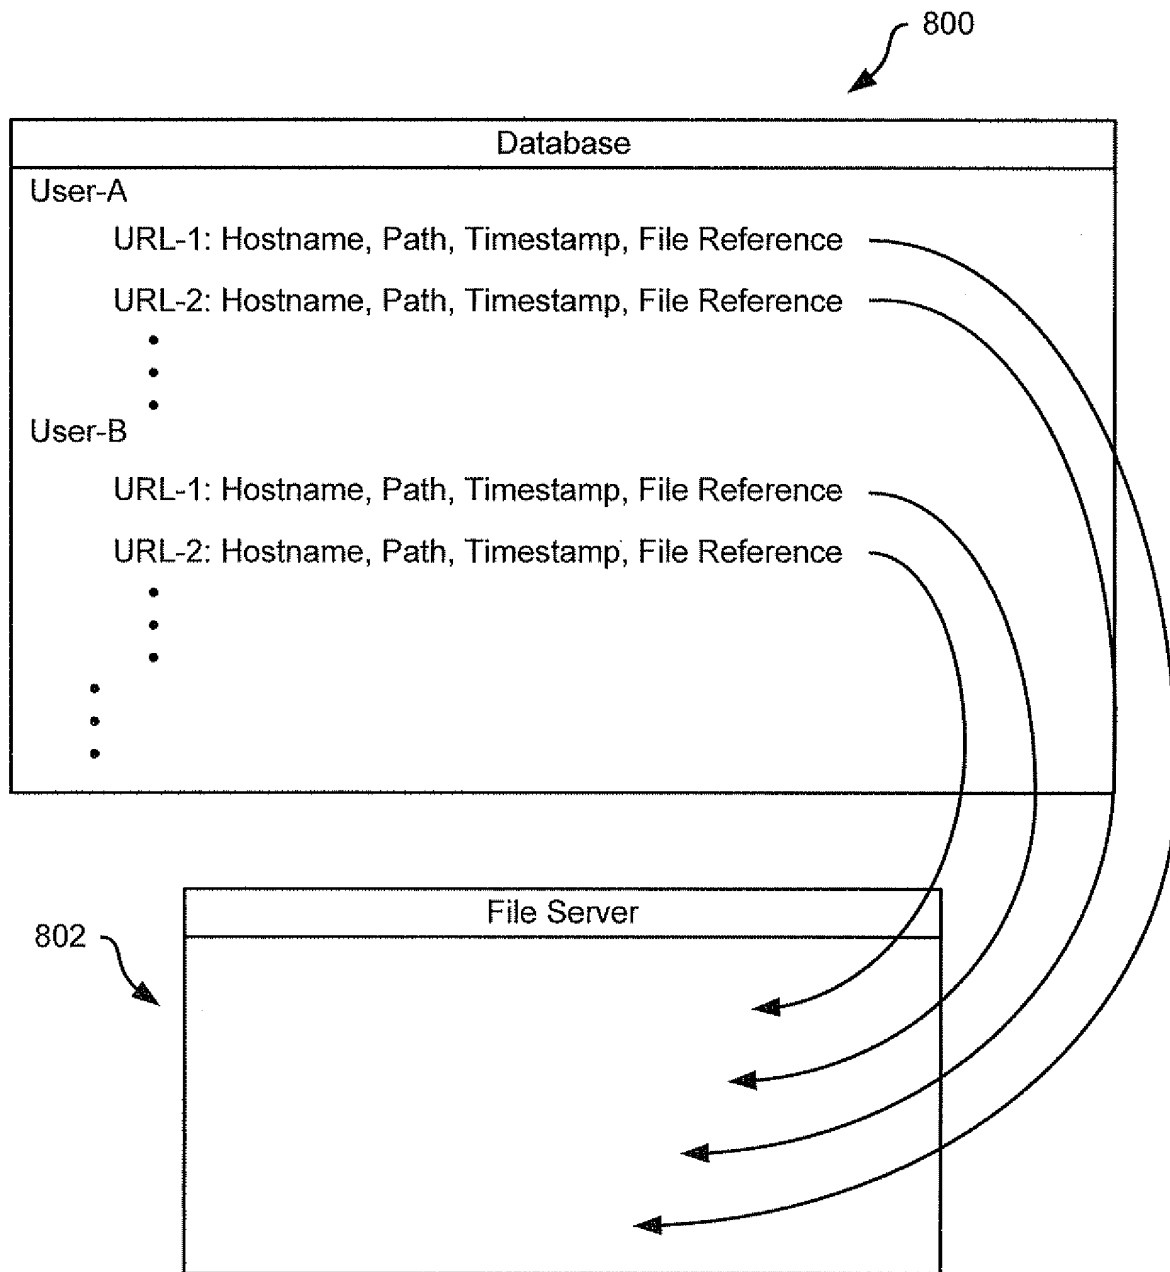 800
Database
User-A
URL-1: Hostname, Path, Timestamp, File Reference
URL-2: Hostname, Path, Timestamp, File Reference
User-B
URL-1: Hostname, Path, Timestamp, File Reference
URL-2: Hostname, Path, Timestamp, File Reference
File Server
802